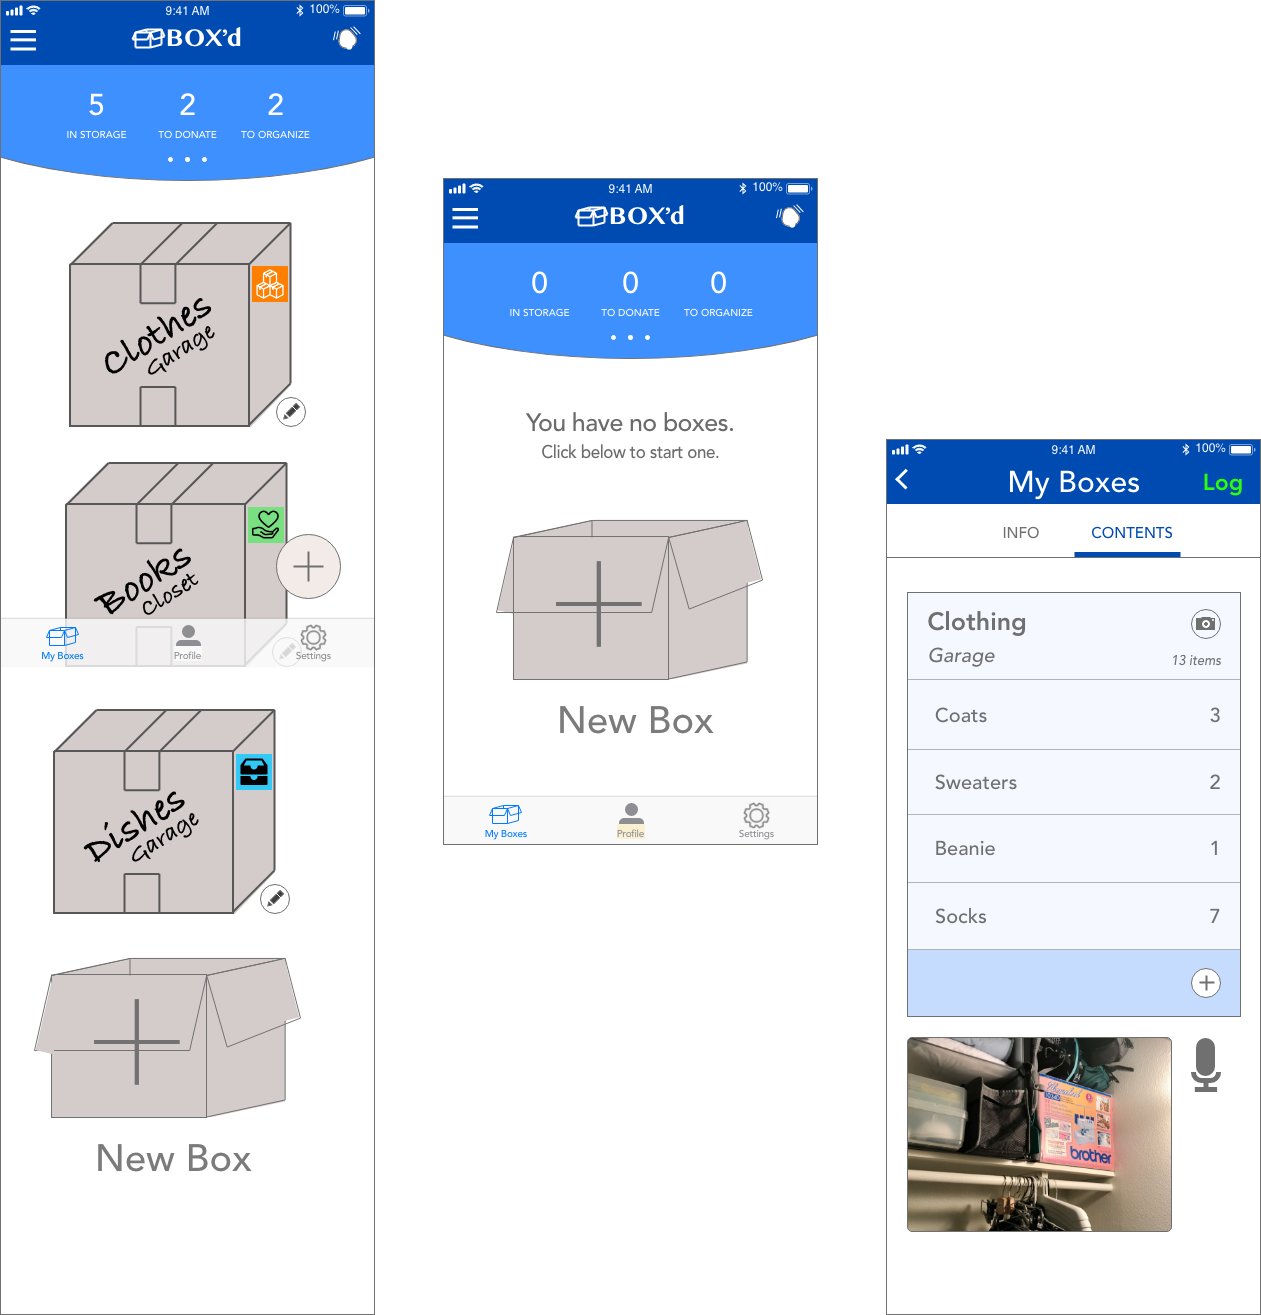 9:41 AM
100%
BOX'd
5
2
2
IN STORAGE
TO DONATE
TO ORGANIZE
Clothes
Garage
Books
Closet
My Boxes
Profile
Settings
Dishes
Garage
New Box
9:41 AM
100%
BOX'd
0
0
0
IN STORAGE
TO DONATE
TO ORGANIZE
You have no boxes.
Click below to start one.
New Box
My Boxes
Profile
Settings
9:41 AM
100%
My Boxes
Log
INFO
CONTENTS
Clothing
Garage
13 items
Coats 3
Sweaters 2
Beanie 1
Socks 7
brother